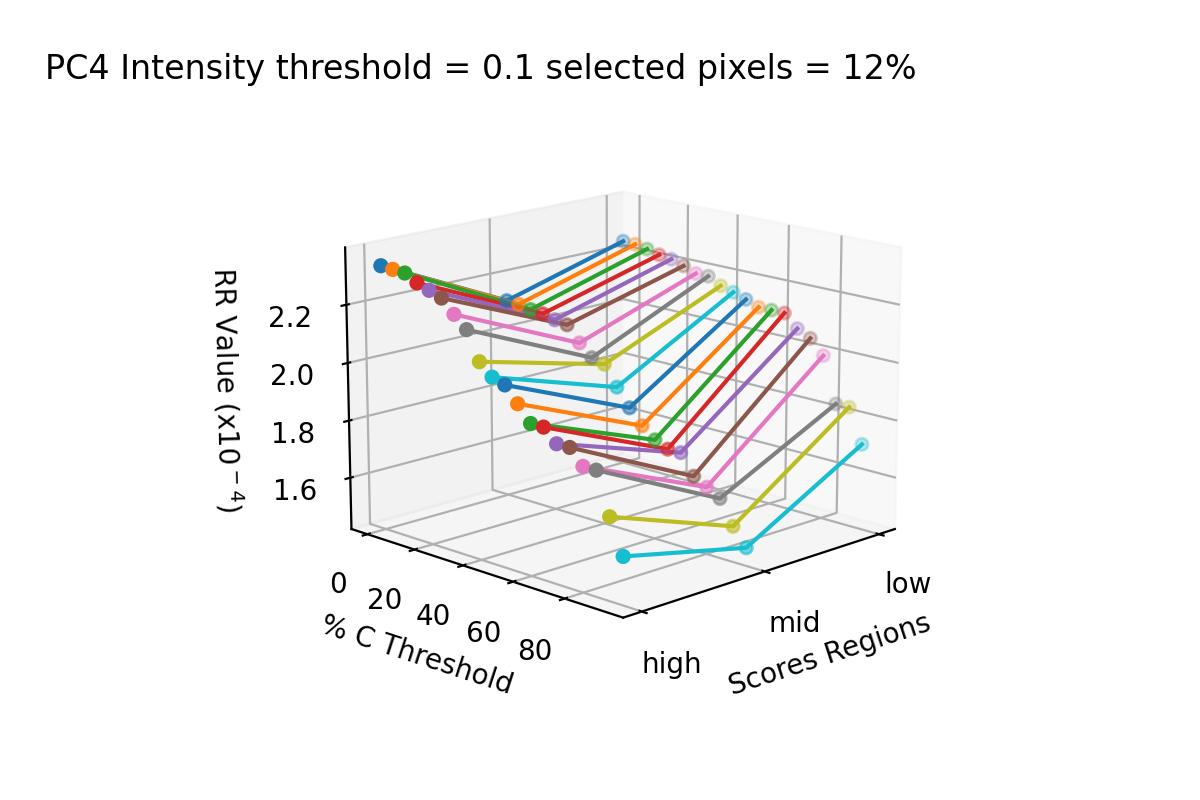 PC4 Intensity threshold = 0.1 selected pixels = 12%
RR Value (x10⁻⁴)
2.2
2.0
1.8
1.6
0
20
40
60
80
% C Threshold
high
mid
low
Scores Regions